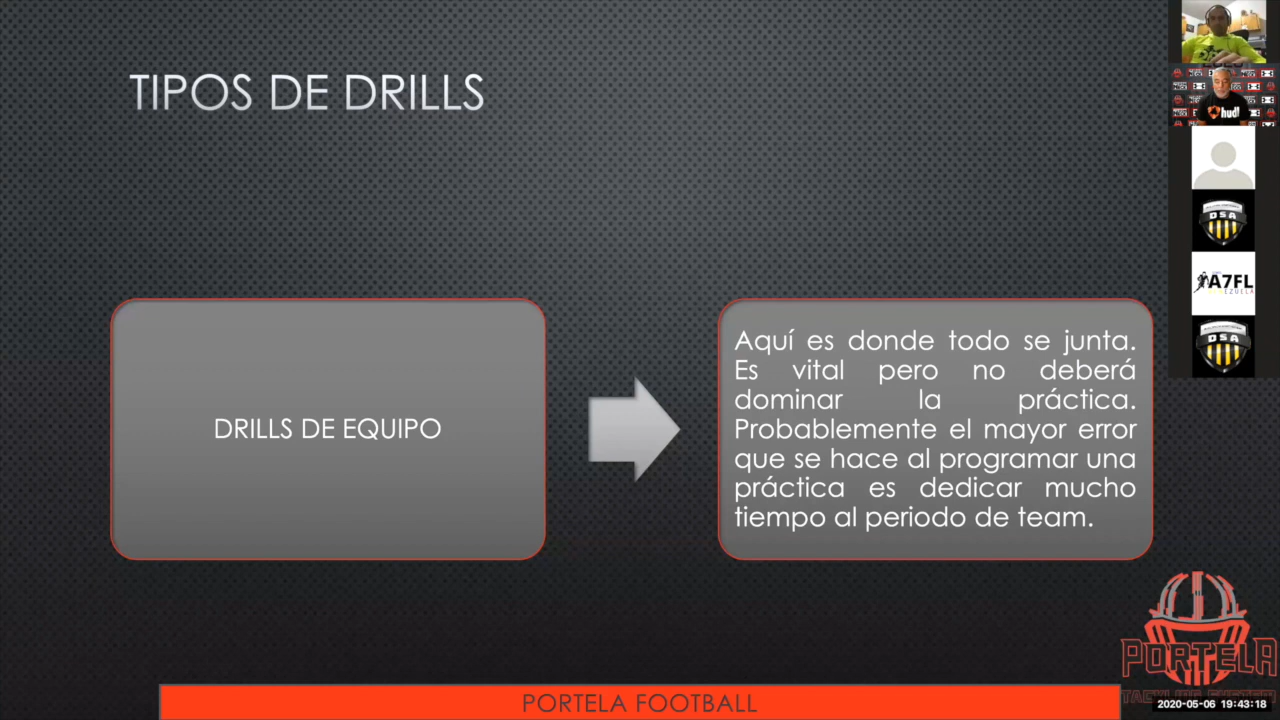 TIPOS DE DRILLS
DRILLS DE EQUIPO
Aquí es donde todo se junta.
Es vital pero no deberá
dominar la práctica.
Probablemente el mayor error
que se hace al programar una
práctica es dedicar mucho
tiempo al periodo de team.
hudl
DSA
A7FL
DSA
PORTELA
PORTELA FOOTBALL
2020-05-06 19:43:18